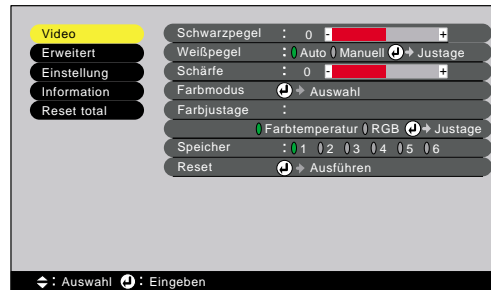 Video
Erweitert
Einstellung
Information
Reset total
Schwarzpegel : 0 - +
Weißpegel : Auto Manuell Justage
Schärfe : 0 - +
Farbmodus Auswahl
Farbjustage :
Farbtemperatur RGB Justage
Speicher : 1 2 3 4 5 6
Reset Ausführen
: Auswahl : Eingeben